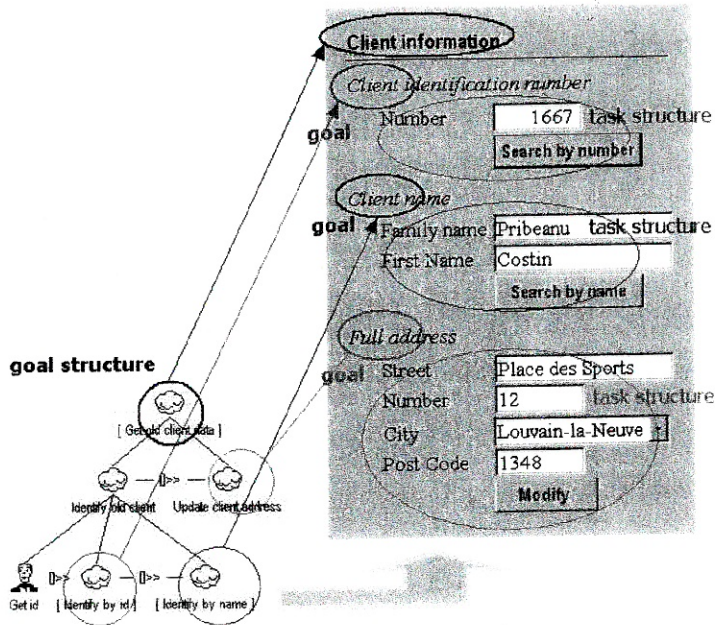 Client information
Client identification number
goal
Number 1667 task structure
Search by number
Client name
goal
Family name Pribeanu task structure
First Name Costin
Search by name
Full address
goal structure
goal
Street Place des Sports
Number 12 task structure
City Louvain-la-Neuve
Post Code 1348
Modify
[ Get old client data ]
[]>>
Identify old client Update client address
[]>> []>>
Get id [ Identify by id ] [ Identify by name ]